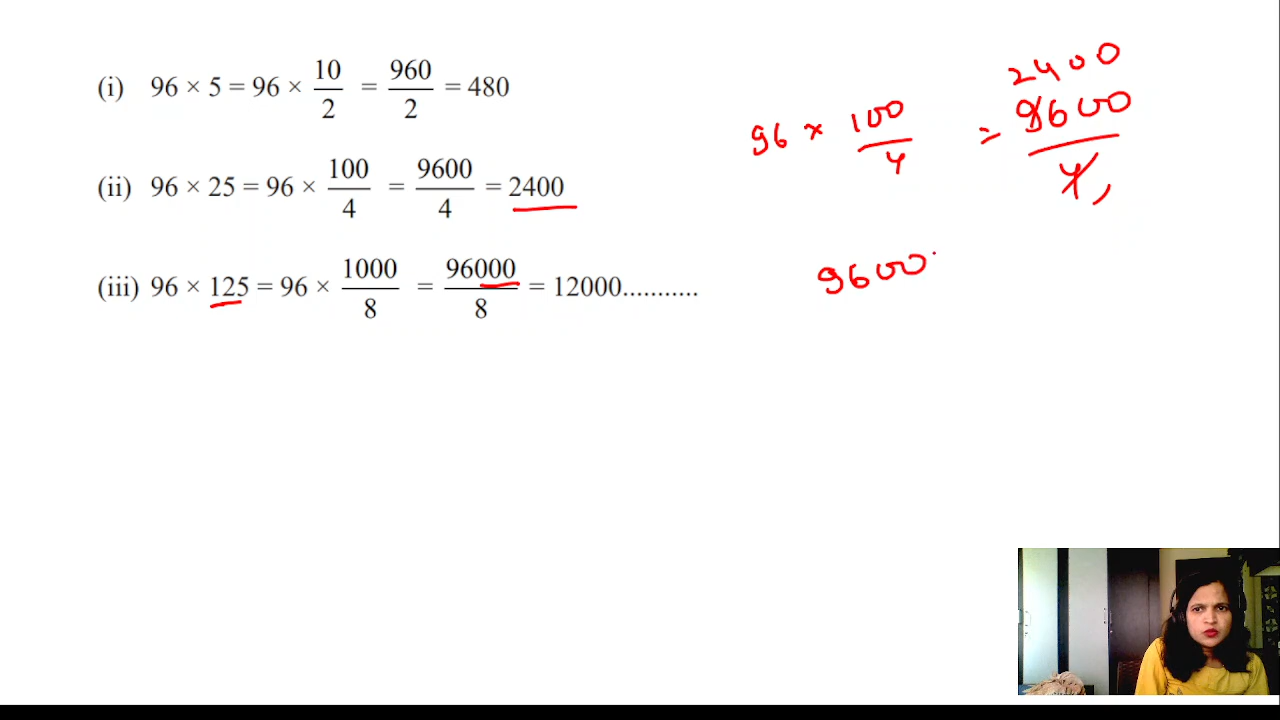 (i) 96 × 5 = 96 × 10/2 = 960/2 = 480
(ii) 96 × 25 = 96 × 100/4 = 9600/4 = 2400
(iii) 96 × 125 = 96 × 1000/8 = 96000/8 = 12000...........
2400
96 × 100/4 = 9600/4
9600